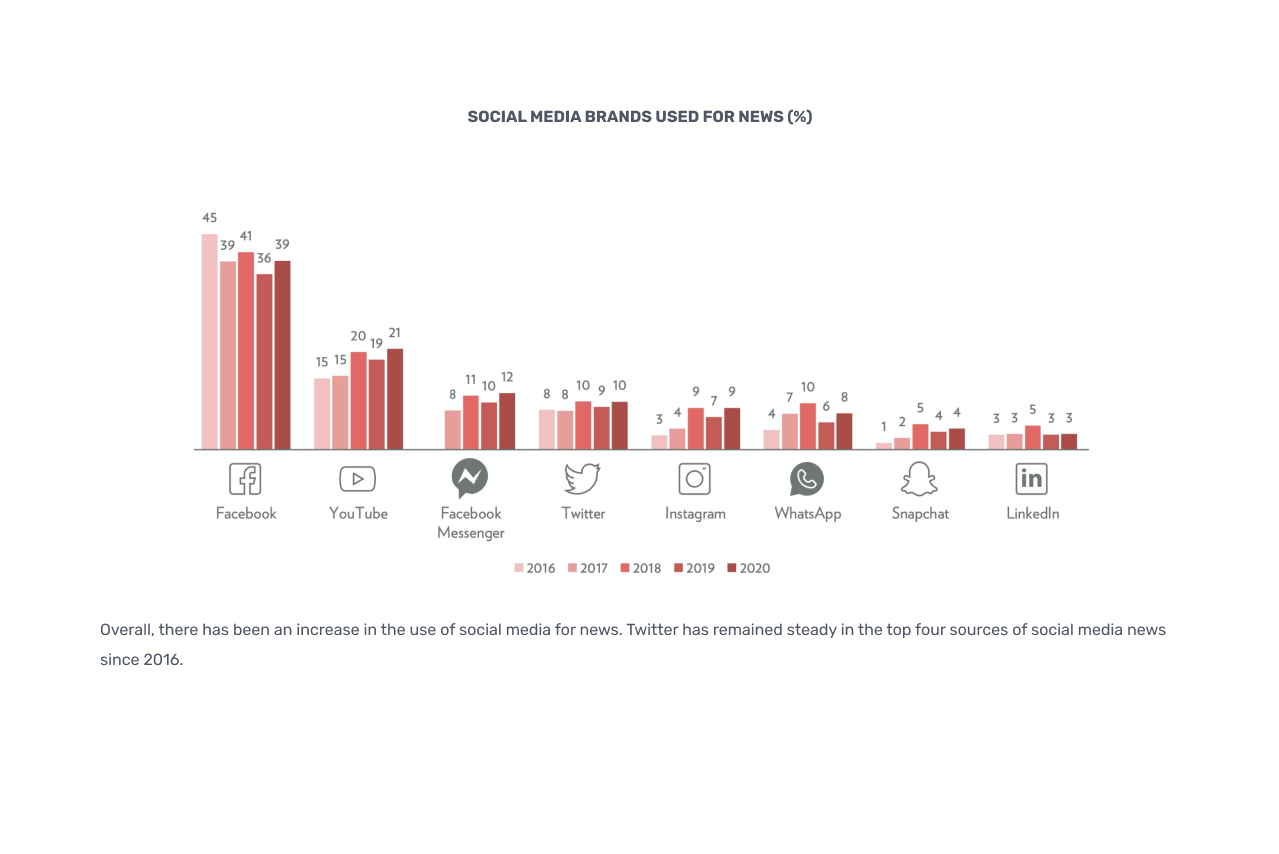 SOCIAL MEDIA BRANDS USED FOR NEWS (%)
45 39 41 36 39
15 15 20 19 21
8 11 10 12
8 8 10 9 10
3 4 9 7 9
4 7 10 6 8
1 2 5 4 4
3 3 5 3 3
in
Facebook YouTube Facebook Twitter Instagram WhatsApp Snapchat LinkedIn
Messenger
2016 2017 2018 2019 2020
Overall, there has been an increase in the use of social media for news. Twitter has remained steady in the top four sources of social media news
since 2016.